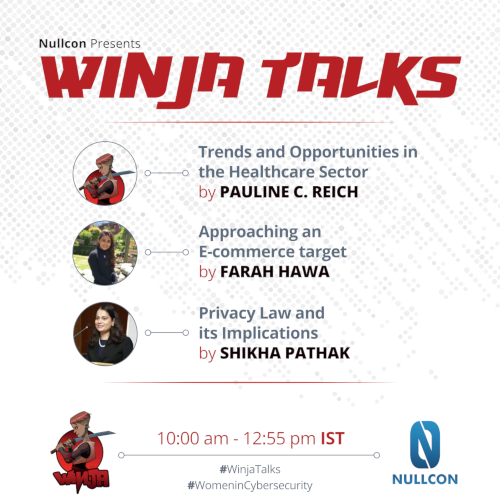 Nullcon Presents
WINJA TALKS
Trends and Opportunities in
the Healthcare Sector
by PAULINE C. REICH
Approaching an
E-commerce target
by FARAH HAWA
Privacy Law and
its Implications
by SHIKHA PATHAK
WINJA
10:00 am - 12:55 pm IST
#WinjaTalks
#WomeninCybersecurity
NULLCON